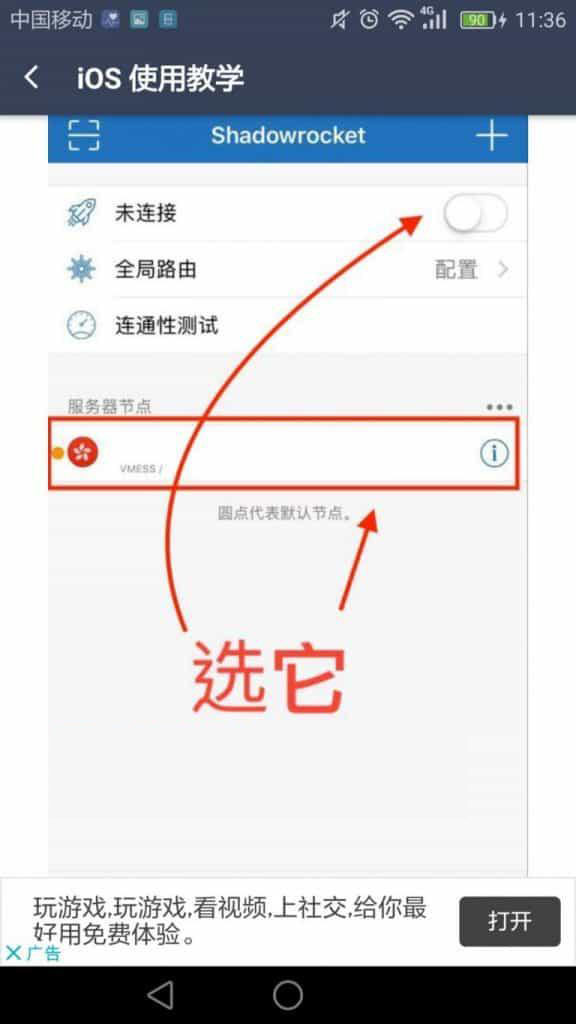 中国移动 4G 90 11:36
iOS 使用教学
Shadowrocket
未连接
全局路由 配置
连通性测试
服务器节点
VMESS /
圆点代表默认节点。
选它
玩游戏,玩游戏,看视频,上社交,给你最
好用免费体验。
打开
广告